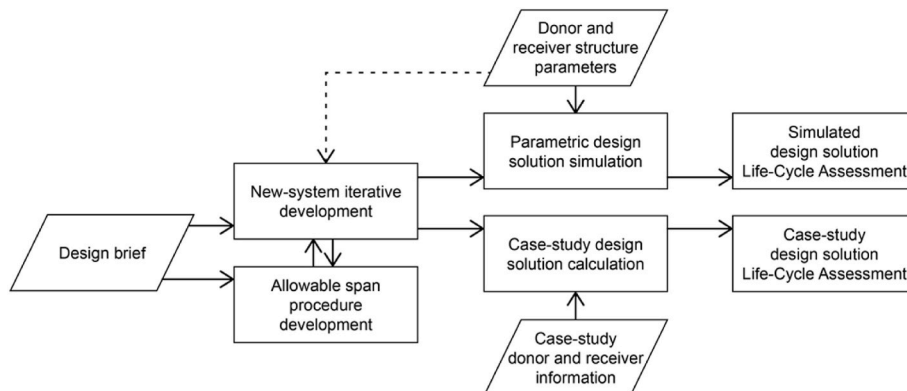 Donor and
receiver structure
parameters
Parametric design
solution simulation
Simulated
design solution
Life-Cycle Assessment
New-system iterative
development
Design brief
Case-study design
solution calculation
Case-study
design solution
Life-Cycle Assessment
Allowable span
procedure
development
Case-study
donor and receiver
information